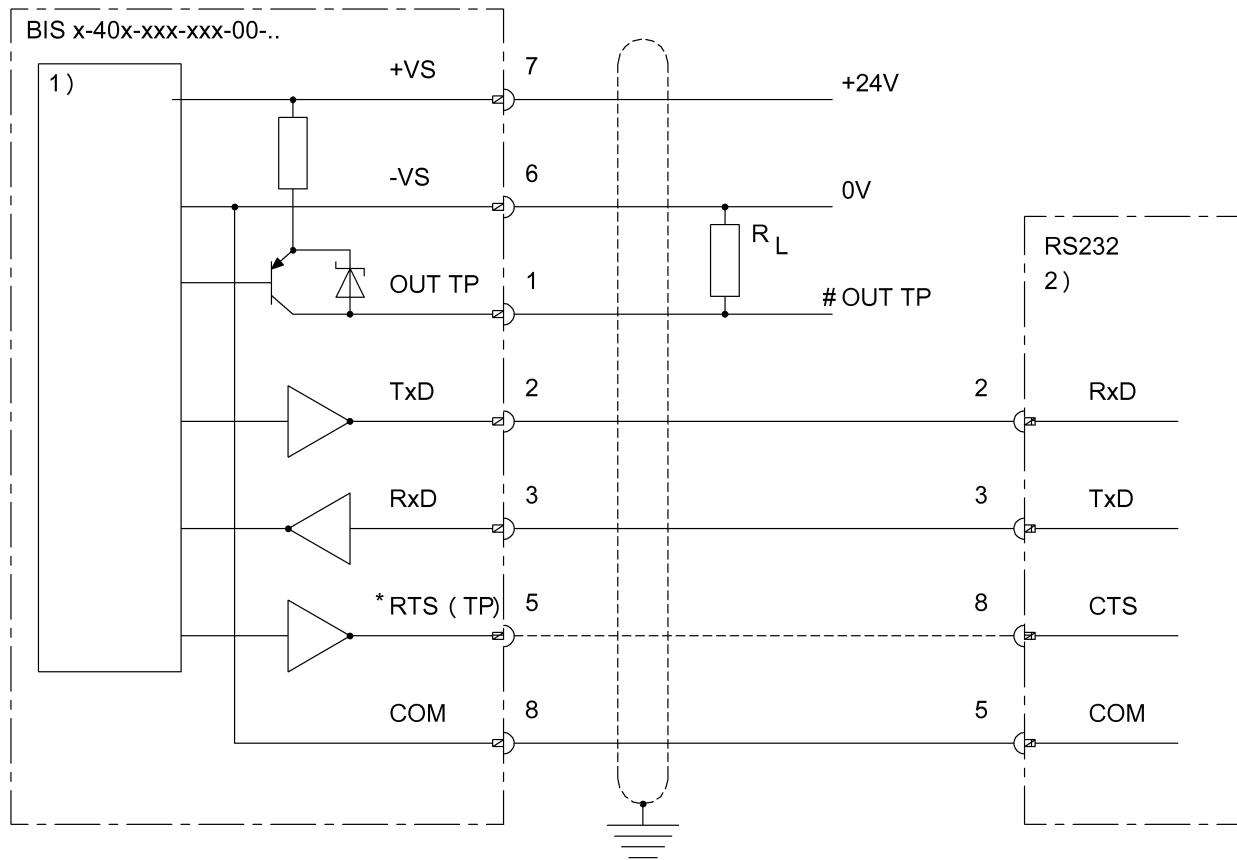 BIS x-40x-xxx-xxx-00-..
1)
+VS 7 +24V
-VS 6 0V
R L
RS232
2)
OUT TP 1 # OUT TP
TxD 2 2 RxD
RxD 3 3 TxD
*RTS ( TP) 5 8 CTS
COM 8 5 COM